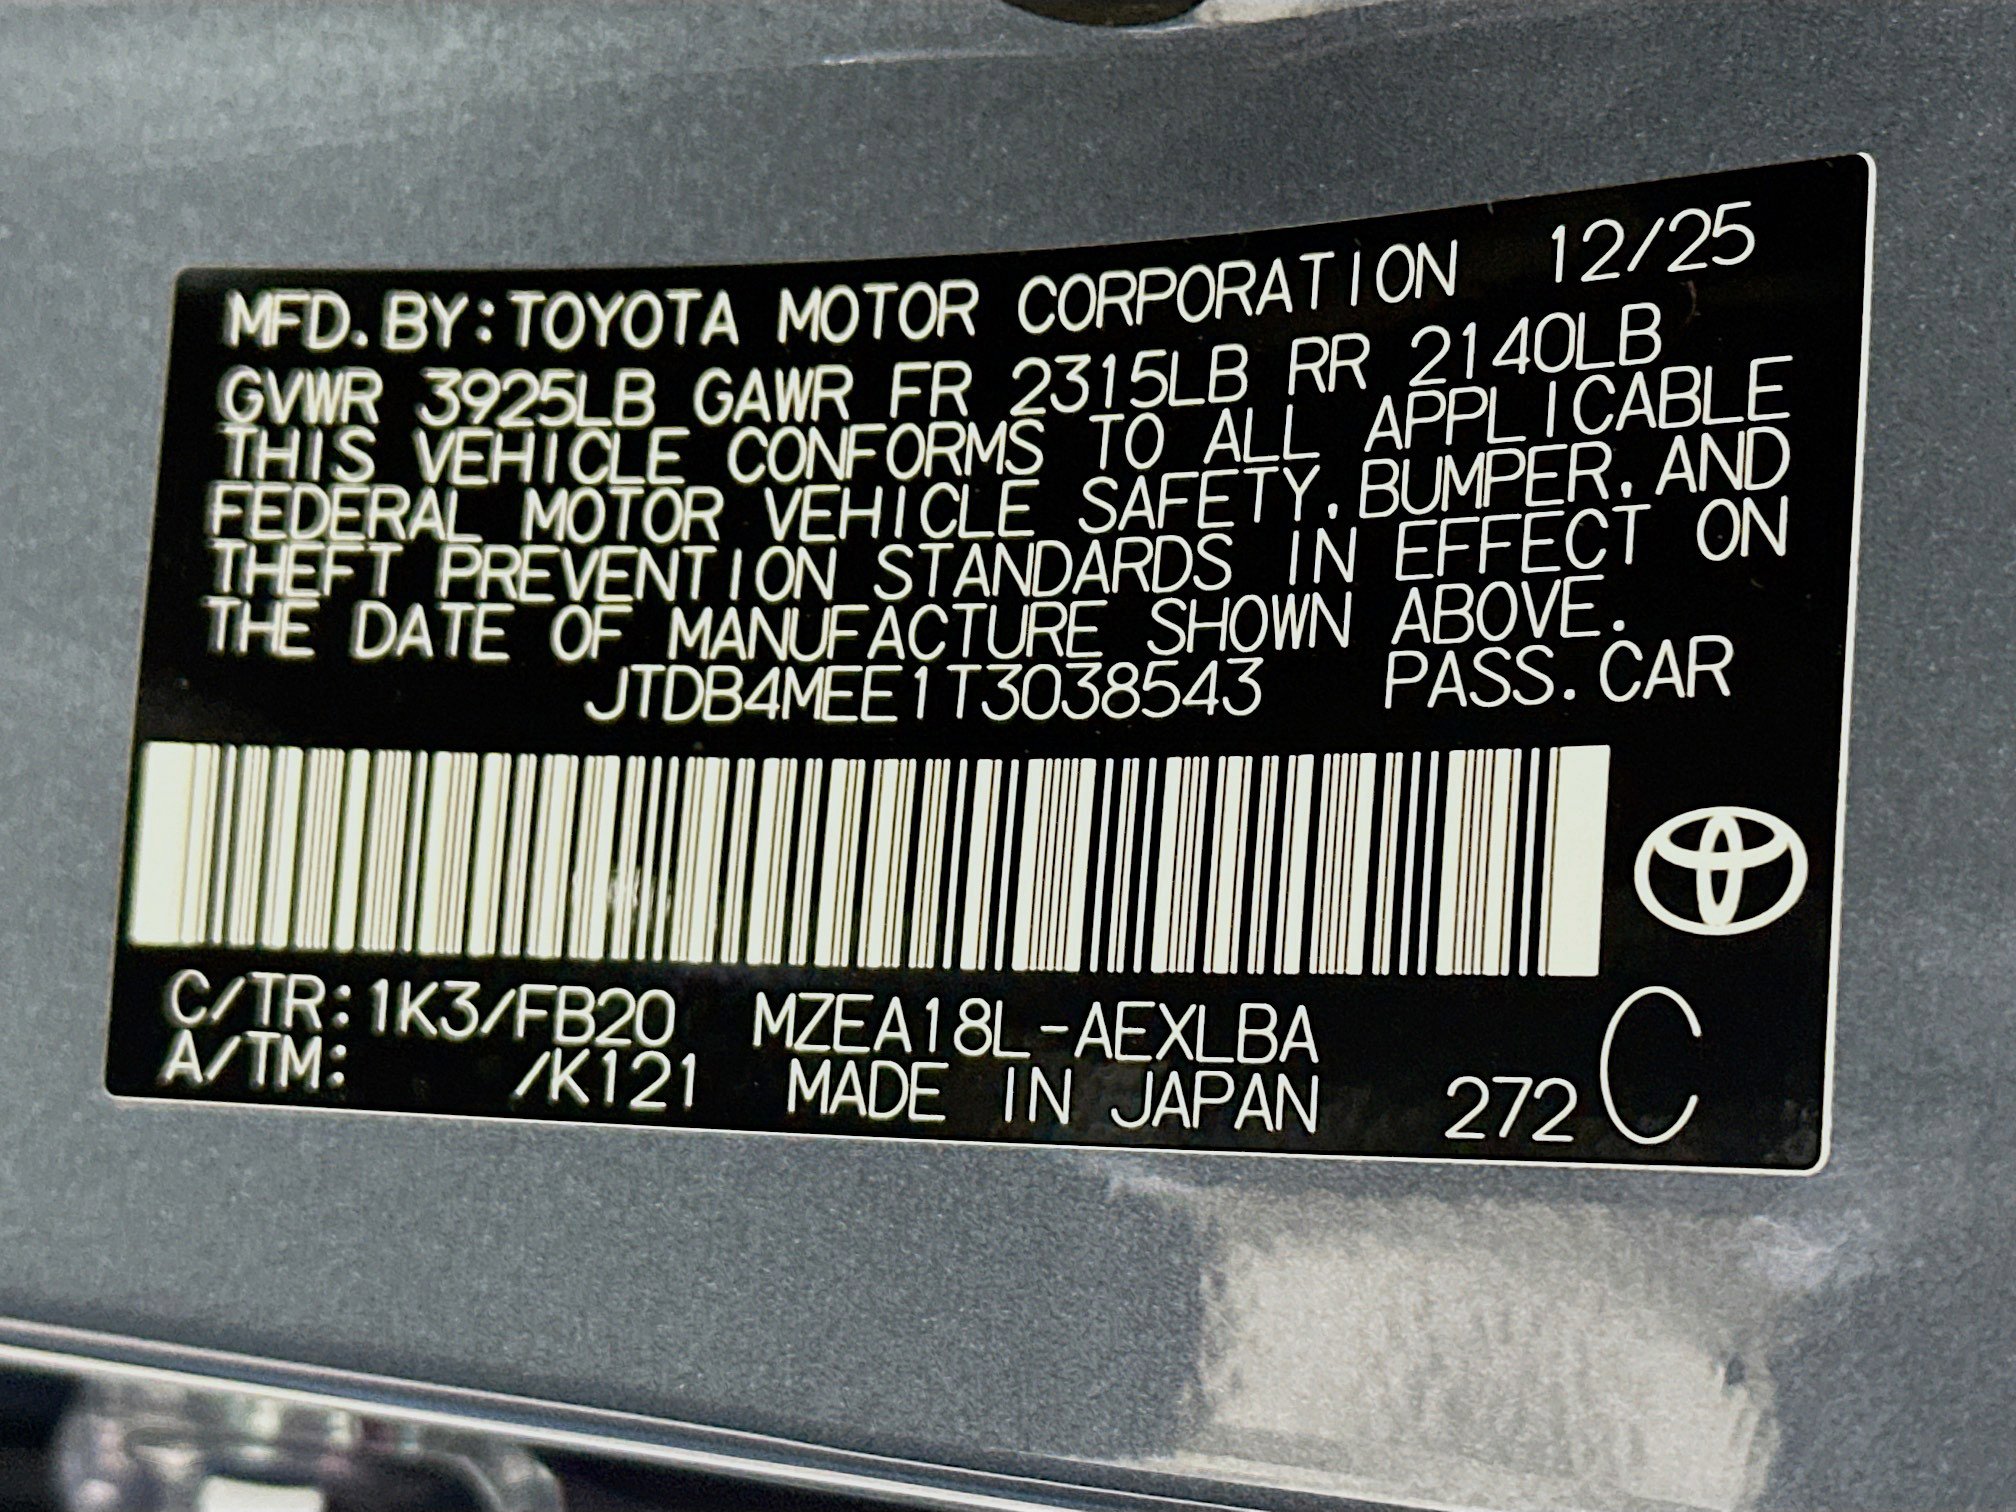 MFD.BY:TOYOTA MOTOR CORPORATION 12/25
GVWR 3925LB GAWR FR 2315LB RR 2140LB
THIS VEHICLE CONFORMS TO ALL APPLICABLE
FEDERAL MOTOR VEHICLE SAFETY,BUMPER,AND
THEFT PREVENTION STANDARDS IN EFFECT ON
THE DATE OF MANUFACTURE SHOWN ABOVE.
JTDB4MEE1T3038543 PASS.CAR
C/TR:1K3/FB20 MZEA18L-AEXLBA
A/TM: /K121 MADE IN JAPAN 272 C